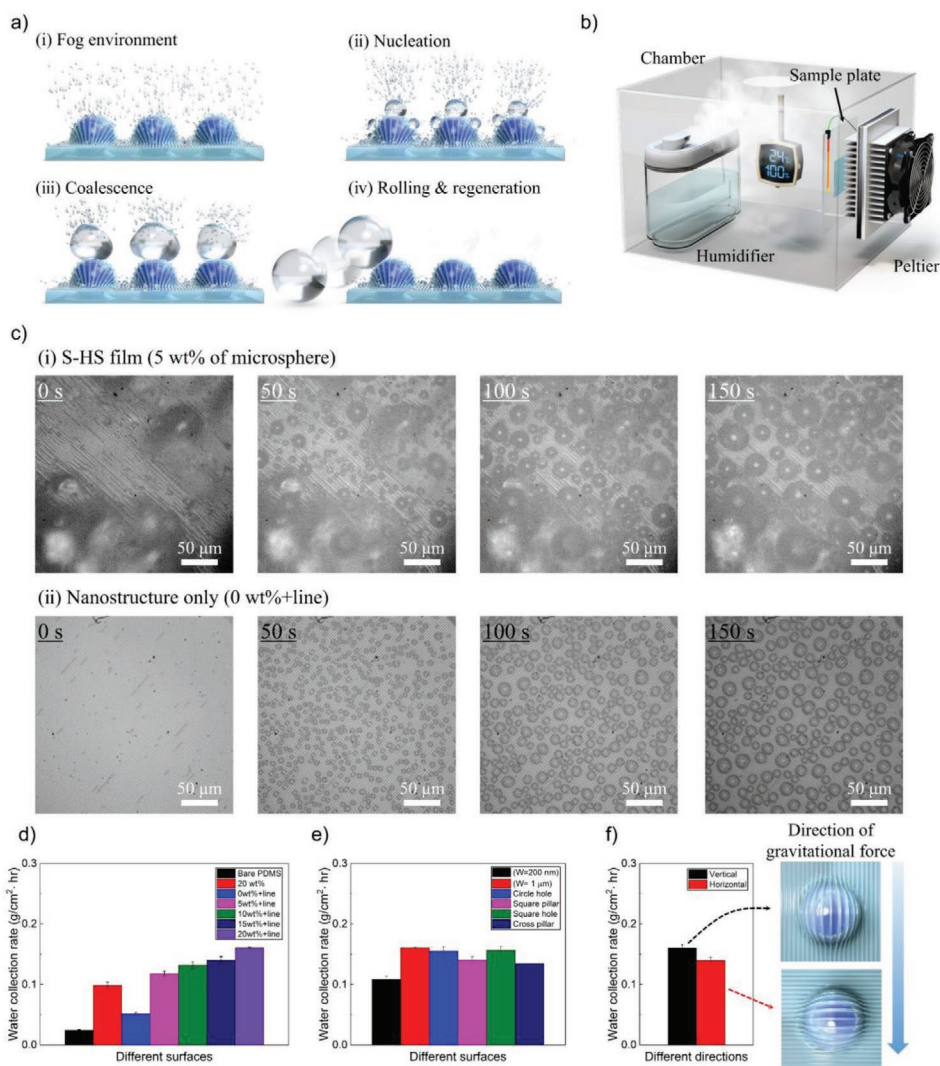 a)
(i) Fog environment
(ii) Nucleation
(iii) Coalescence
(iv) Rolling & regeneration
b)
Chamber
Sample plate
24℃
100%
Humidifier
Peltier
c)
(i) S-HS film (5 wt% of microsphere)
0 s
50 s
100 s
150 s
50 μm
50 μm
50 μm
50 μm
(ii) Nanostructure only (0 wt%+line)
0 s
50 s
100 s
150 s
50 μm
50 μm
50 μm
50 μm
d)
Water collection rate (g/cm²· hr)
0.3
0.2
0.1
0.0
Bare PDMS
20 wt%
0wt%+line
5wt%+line
10wt%+line
15wt%+line
20wt%+line
Different surfaces
e)
Water collection rate (g/cm²· hr)
0.3
0.2
0.1
0.0
(W=200 nm)
(W= 1 μm)
Circle hole
Square pillar
Square hole
Cross pillar
Different surfaces
f)
Water collection rate (g/cm²· hr)
0.3
0.2
0.1
0.0
Vertical
Horizontal
Different directions
Direction of
gravitational force